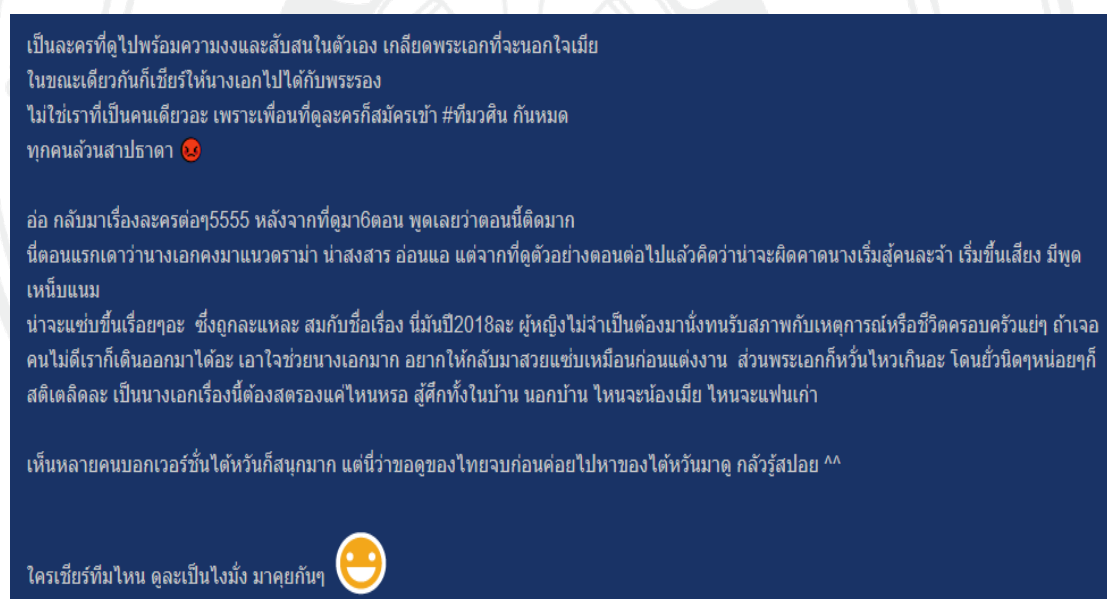 เป็นละครที่ดูไปพร้อมความงงและสับสนในตัวเอง เกลียดพระเอกที่จะนอกใจเมีย
ในขณะเดียวกันก็เชียร์ให้นางเอกไปได้กับพระรอง
ไม่ใช่เราที่เป็นคนเดียวอะ เพราะเพื่อนที่ดูละครก็สมัครเข้า #ทีมวศิน กันหมด
ทุกคนล้วนสาปธาดา 😡
อ่อ กลับมาเรื่องละครต่อๆ5555 หลังจากที่ดูมา6ตอน พูดเลยว่าตอนนี้ติดมาก
นี่ตอนแรกเดาว่านางเอกคงมาแนวดราม่า น่าสงสาร อ่อนแอ แต่จากที่ดูตัวอย่างตอนต่อไปแล้วคิดว่าน่าจะผิดคาดนางเริ่มสู้คนละจ้า เริ่มขึ้นเสียง มีพูด
เหน็บแนม
น่าจะแซ่บขึ้นเรื่อยๆอะ ซึ่งถูกละแหละ สมกับชื่อเรื่อง นี่มันปี2018ละ ผู้หญิงไม่จำเป็นต้องมานั่งทนรับสภาพกับเหตุการณ์หรือชีวิตครอบครัวแย่ๆ ถ้าเจอ
คนไม่ดีเราก็เดินออกมาได้อะ เอาใจช่วยนางเอกมาก อยากให้กลับมาสวยแซ่บเหมือนก่อนแต่งงาน ส่วนพระเอกก็หวั่นไหวเกินอะ โดนยั่วนิดๆหน่อยๆก็
สติเตลิดละ เป็นนางเอกเรื่องนี้ต้องสตรองแค่ไหนหรอ สู้ศึกทั้งในบ้าน นอกบ้าน ไหนจะน้องเมีย ไหนจะแฟนเก่า
เห็นหลายคนบอกเวอร์ชั่นไต้หวันก็สนุกมาก แต่นี่ว่าขอดูของไทยจบก่อนค่อยไปหาของไต้หวันมาดู กลัวรู้สปอย ^^
ใครเชียร์ทีมไหน ดูละเป็นไงมั่ง มาคุยกันๆ